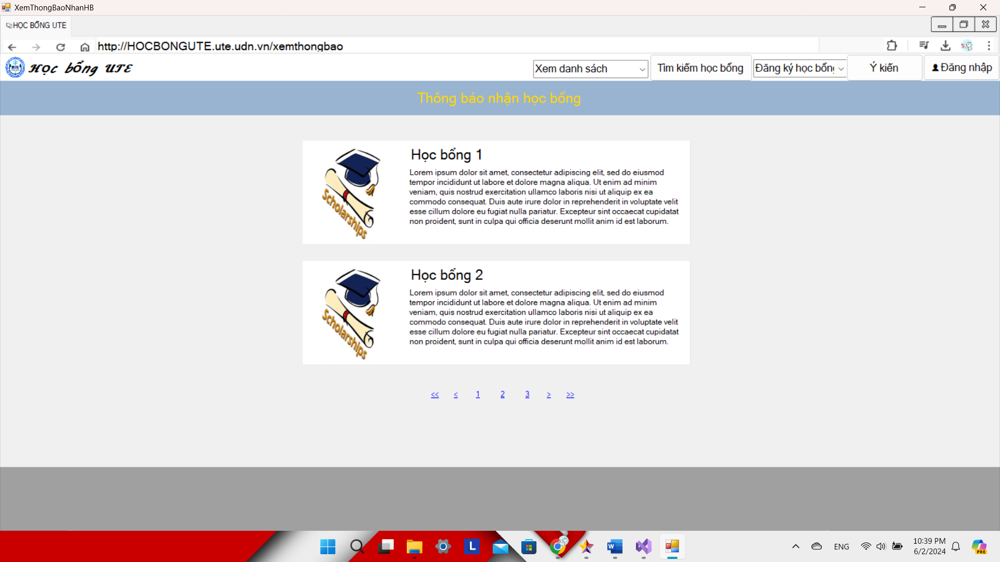 XemThongBaoNhanHB
HỌC BỔNG UTE
http://HOCBONGUTE.ute.udn.vn/xemthongbao
Học bổng UTE
Xem danh sách
Tìm kiếm học bổng
Đăng ký học bổn
Ý kiến
Đăng nhập
Thông báo nhận học bổng
Học bổng 1
Lorem ipsum dolor sit amet, consectetur adipiscing elit, sed do eiusmod
tempor incididunt ut labore et dolore magna aliqua. Ut enim ad minim
veniam, quis nostrud exercitation ullamco laboris nisi ut aliquip ex ea
commodo consequat. Duis aute irure dolor in reprehenderit in voluptate velit
esse cillum dolore eu fugiat nulla pariatur. Excepteur sint occaecat cupidatat
non proident, sunt in culpa qui officia deserunt mollit anim id est laborum.
Scholarships
Học bổng 2
Lorem ipsum dolor sit amet, consectetur adipiscing elit, sed do eiusmod
tempor incididunt ut labore et dolore magna aliqua. Ut enim ad minim
veniam, quis nostrud exercitation ullamco laboris nisi ut aliquip ex ea
commodo consequat. Duis aute irure dolor in reprehenderit in voluptate velit
esse cillum dolore eu fugiat nulla pariatur. Excepteur sint occaecat cupidatat
non proident, sunt in culpa qui officia deserunt mollit anim id est laborum.
Scholarships
<< < 1 2 3 > >>
L
W
ENG
10:39 PM
6/2/2024
PRE